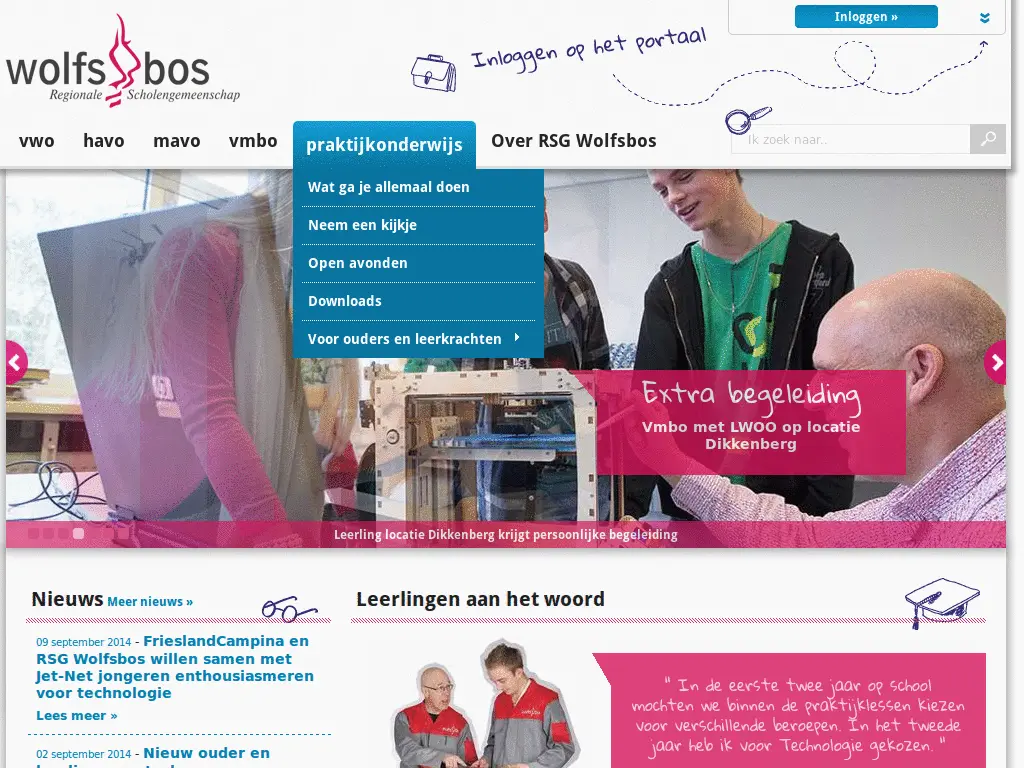 Inloggen »
wolfsbos
Regionale Scholengemeenschap
Inloggen op het portaal
vwo havo mavo vmbo praktijkonderwijs Over RSG Wolfsbos
Ik zoek naar..
Wat ga je allemaal doen
Neem een kijkje
Open avonden
Downloads
Voor ouders en leerkrachten
Extra begeleiding
Vmbo met LWOO op locatie
Dikkenberg
Leerling locatie Dikkenberg krijgt persoonlijke begeleiding
Nieuws Meer nieuws »
09 september 2014 - FrieslandCampina en
RSG Wolfsbos willen samen met
Jet-Net jongeren enthousiasmeren
voor technologie
Lees meer »
02 september 2014 - Nieuw ouder en
Leerlingen aan het woord
" In de eerste twee jaar op school
mochten we binnen de praktijklessen kiezen
voor verschillende beroepen. In het tweede
jaar heb ik voor Technologie gekozen. "